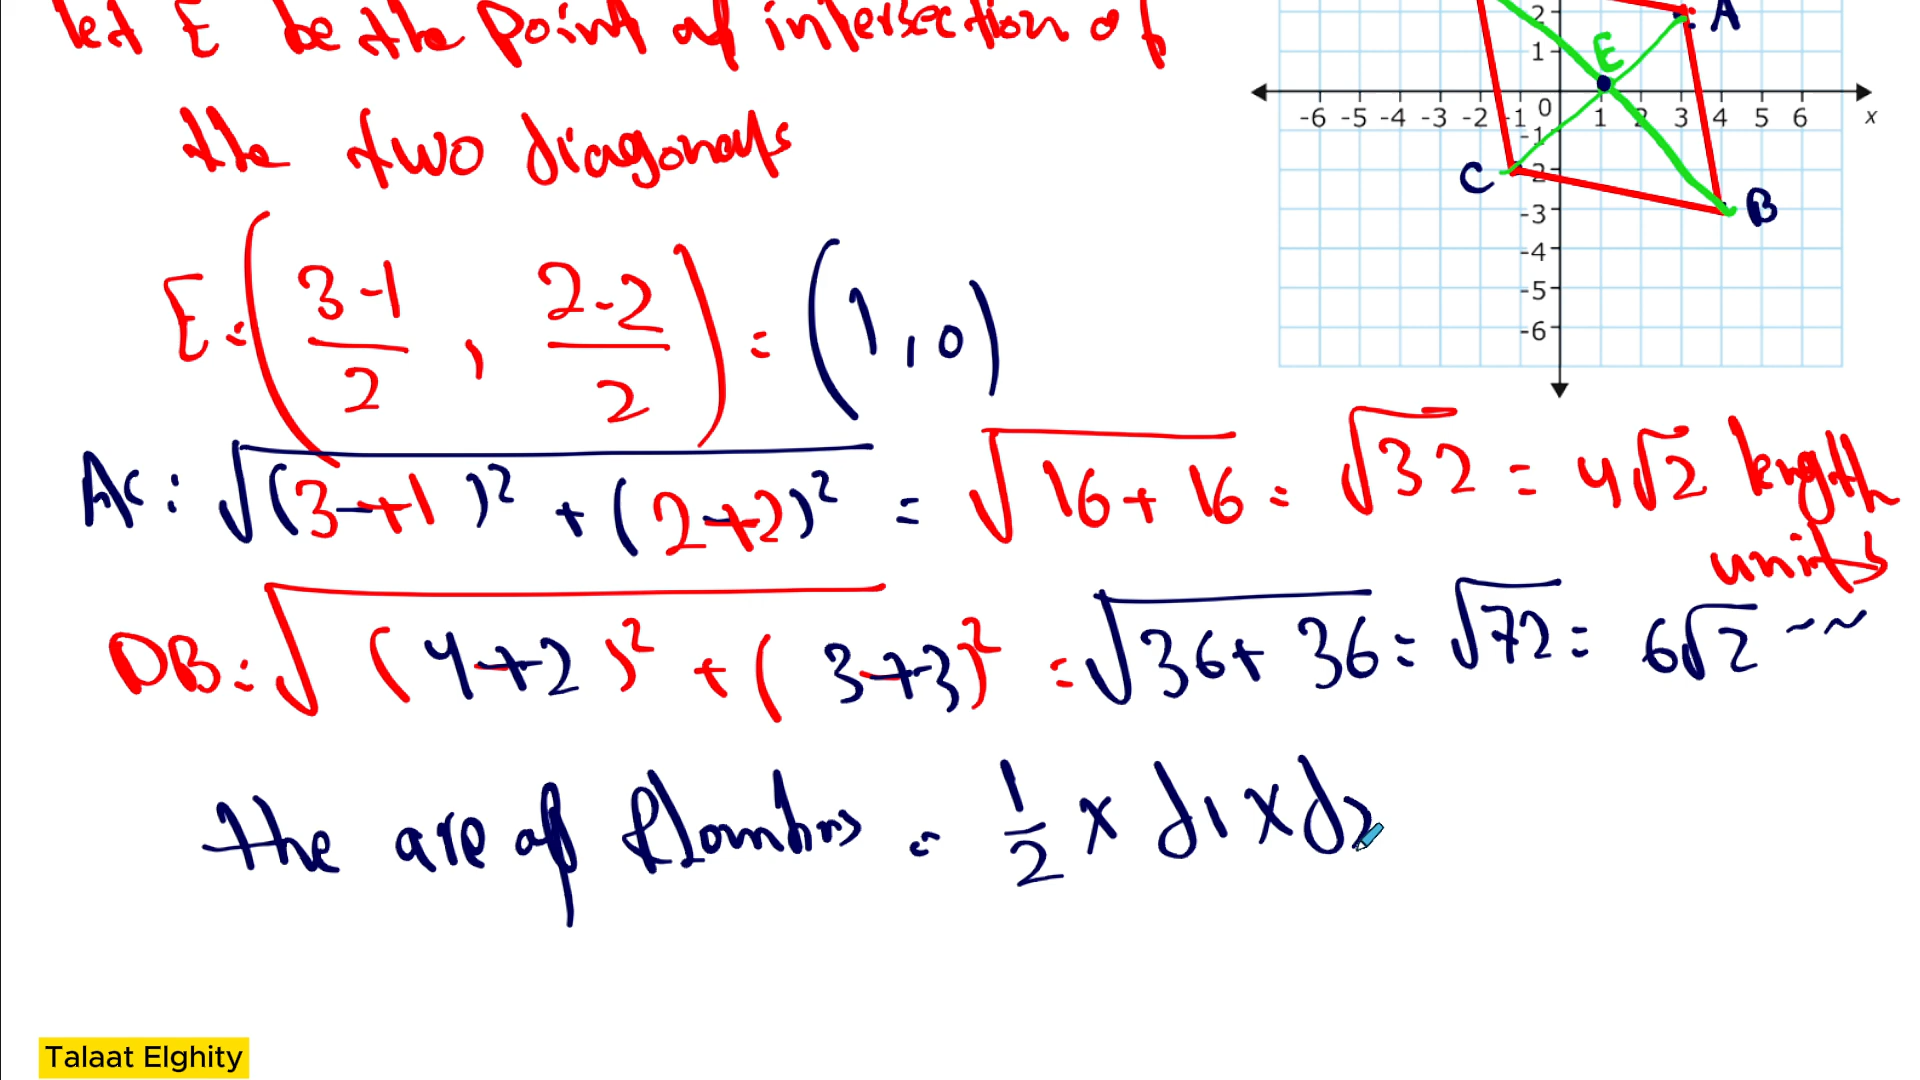 let E be the point of intersection of
the two diagonals
E = ( 3-1 / 2 , 2-2 / 2 ) = ( 1 , 0 )
AC = √(3+1)² + (2+2)² = √16+16 = √32 = 4√2 length
units
DB = √(4+2)² + (3+3)² = √36+36 = √72 = 6√2 ~~
the are of = 1/2 × d1 × d2
2
A
1
E
-6 -5 -4 -3 -2 -1 0 1 2 3 4 5 6 x
-1
C -2
-3 B
-4
-5
-6
Talaat Elghity